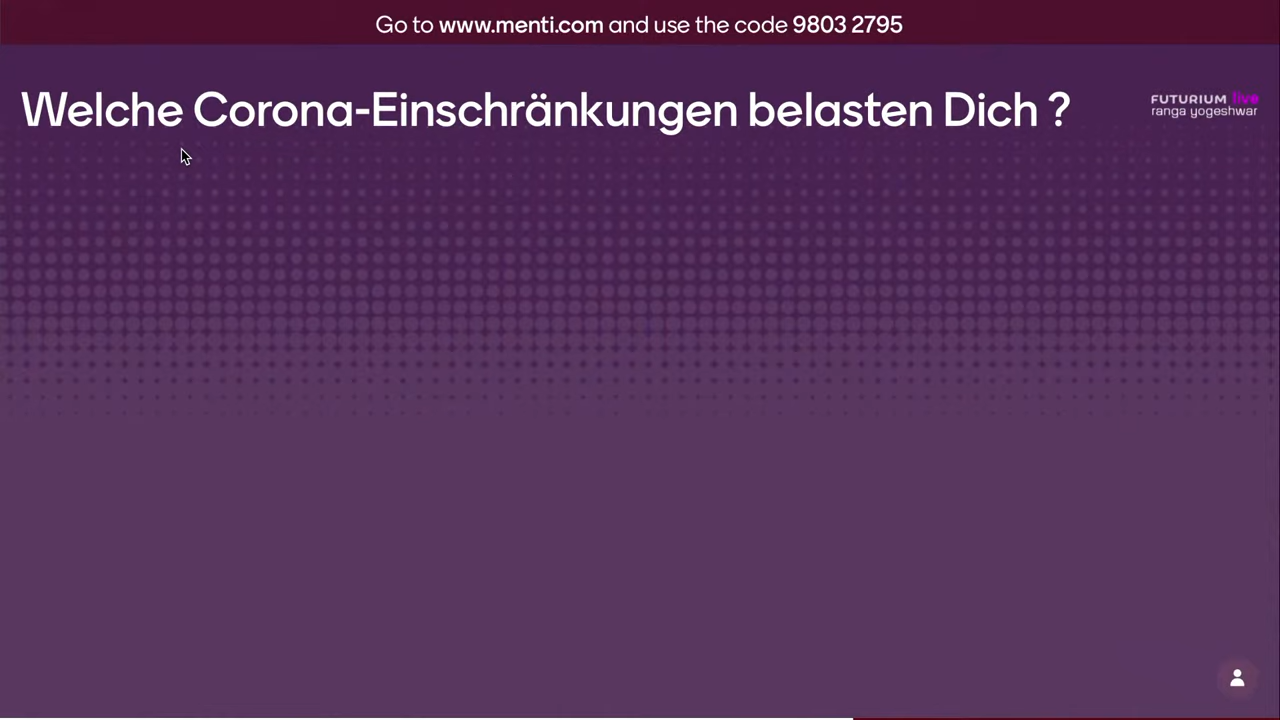 Go to www.menti.com and use the code 9803 2795
Welche Corona-Einschränkungen belasten Dich ?
FUTURIUM live
ranga yogeshwar